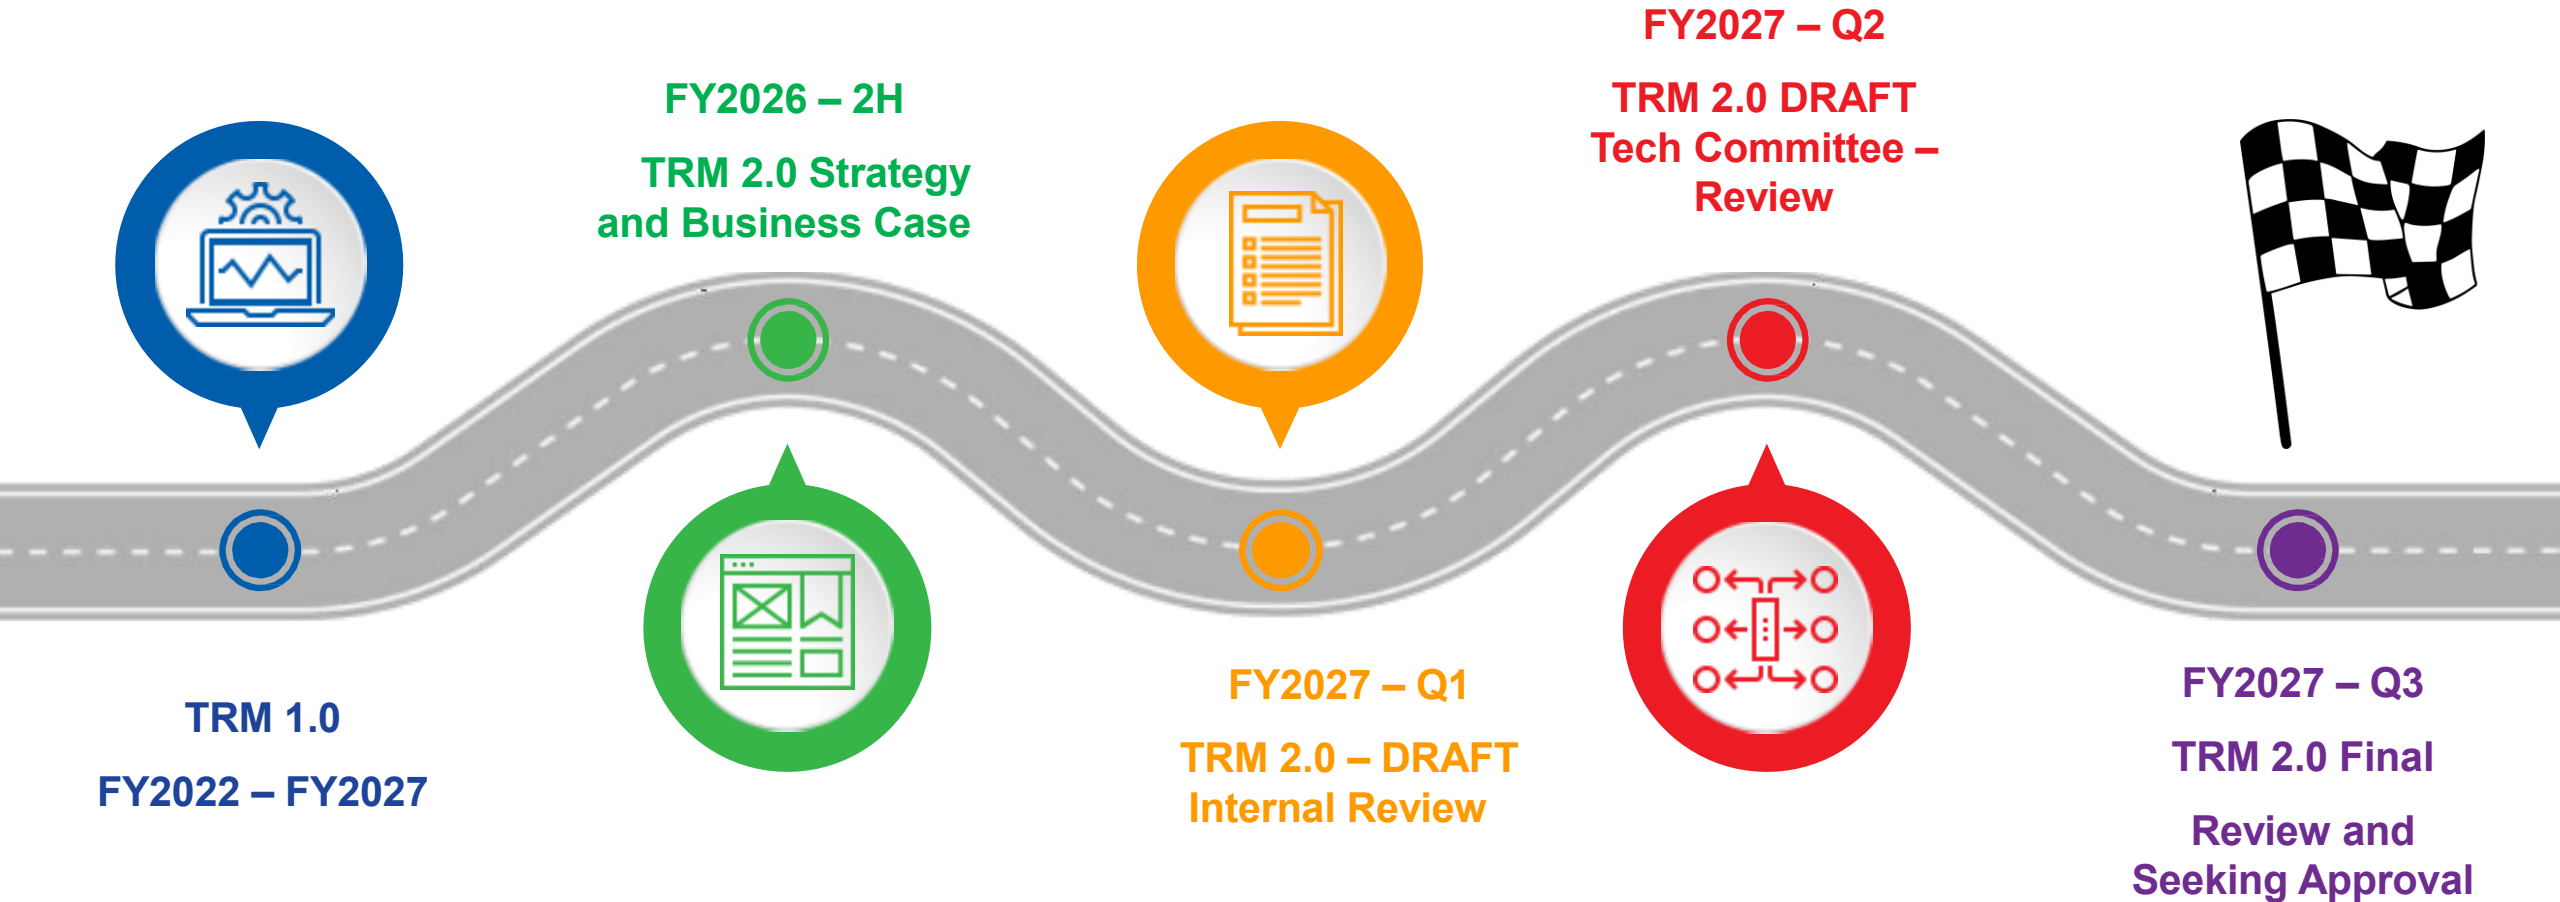 TRM 1.0
FY2022 – FY2027
FY2026 – 2H
TRM 2.0 Strategy
and Business Case
FY2027 – Q1
TRM 2.0 – DRAFT
Internal Review
FY2027 – Q2
TRM 2.0 DRAFT
Tech Committee –
Review
FY2027 – Q3
TRM 2.0 Final
Review and
Seeking Approval